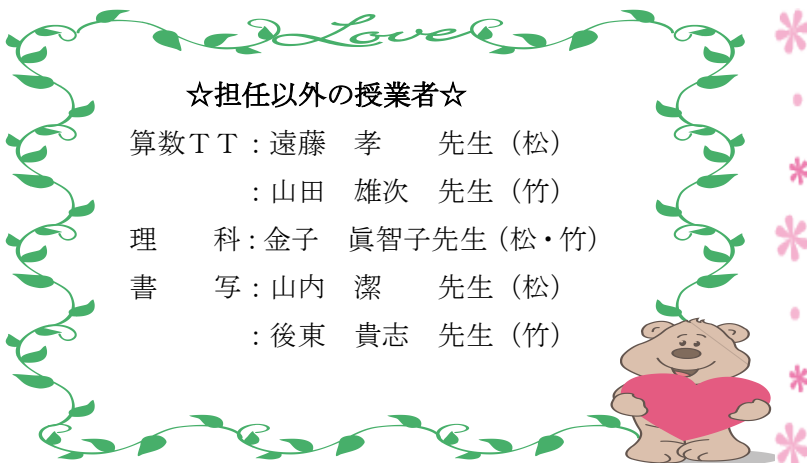 Love
☆担任以外の授業者☆
算数ＴＴ：遠藤　孝　　先生（松）
：山田　雄次　先生（竹）
理　　科：金子　眞智子先生（松・竹）
書　　写：山内　潔　　先生（松）
：後東　貴志　先生（竹）